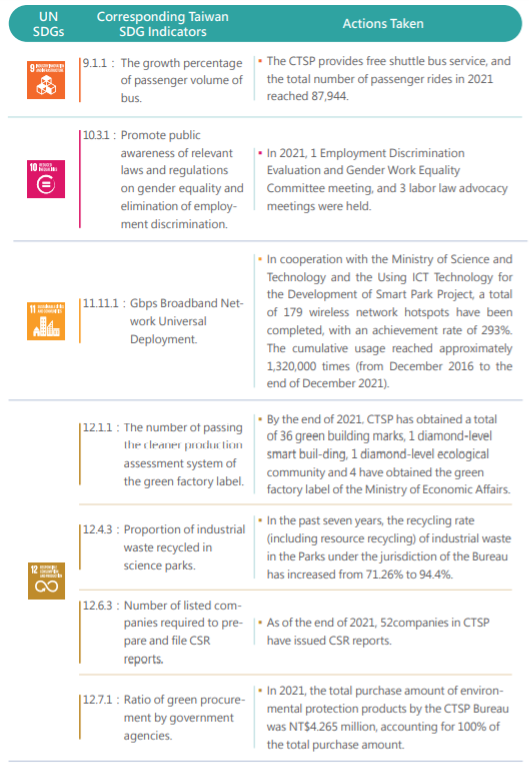 UN
SDGs
Corresponding Taiwan
SDG Indicators
Actions Taken
9
9.1.1 : The growth percentage
of passenger volume of
bus.
▪ The CTSP provides free shuttle bus service, and
the total number of passenger rides in 2021
reached 87,944.
10
10.3.1 : Promote public
awareness of relevant
laws and regulations
on gender equality and
elimination of employ-
ment discrimination.
▪ In 2021, 1 Employment Discrimination
Evaluation and Gender Work Equality
Committee meeting, and 3 labor law advocacy
meetings were held.
11
11.11.1 : Gbps Broadband Net-
work Universal
Deployment.
▪ In cooperation with the Ministry of Science and
Technology and the Using ICT Technology for
the Development of Smart Park Project, a total
of 179 wireless network hotspots have been
completed, with an achievement rate of 293%.
The cumulative usage reached approximately
1,320,000 times (from December 2016 to the
end of December 2021).
12
12.1.1 : The number of passing
the cleaner production
assessment system of
the green factory label.
▪ By the end of 2021, CTSP has obtained a total
of 36 green building marks, 1 diamond-level
smart buil-ding, 1 diamond-level ecological
community and 4 have obtained the green
factory label of the Ministry of Economic Affairs.
12.4.3 : Proportion of industrial
waste recycled in
science parks.
▪ In the past seven years, the recycling rate
(including resource recycling) of industrial waste
in the Parks under the jurisdiction of the Bureau
has increased from 71.26% to 94.4%.
12.6.3 : Number of listed com-
panies required to pre-
pare and file CSR
reports.
▪ As of the end of 2021, 52companies in CTSP
have issued CSR reports.
12.7.1 : Ratio of green procure-
ment by government
agencies.
▪ In 2021, the total purchase amount of environ-
mental protection products by the CTSP Bureau
was NT$4.265 million, accounting for 100% of
the total purchase amount.